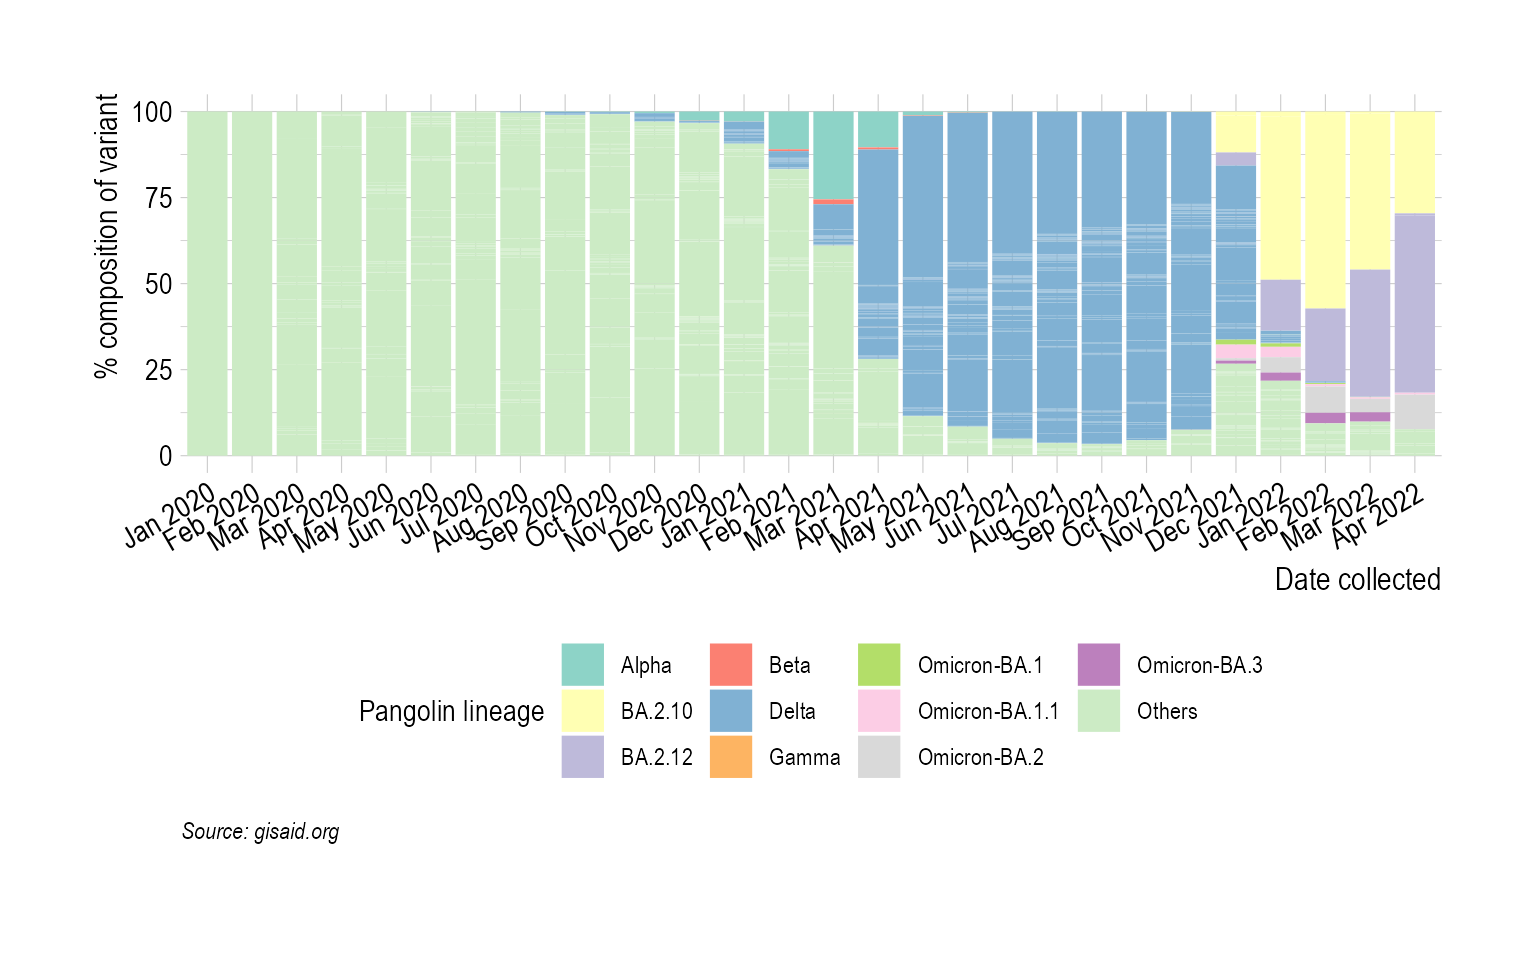 % composition of variant
100
75
50
25
0
Jan 2020
Feb 2020
Mar 2020
Apr 2020
May 2020
Jun 2020
Jul 2020
Aug 2020
Sep 2020
Oct 2020
Nov 2020
Dec 2020
Jan 2021
Feb 2021
Mar 2021
Apr 2021
May 2021
Jun 2021
Jul 2021
Aug 2021
Sep 2021
Oct 2021
Nov 2021
Dec 2021
Jan 2022
Feb 2022
Mar 2022
Apr 2022
Date collected
Pangolin lineage
Alpha
BA.2.10
BA.2.12
Beta
Delta
Gamma
Omicron-BA.1
Omicron-BA.1.1
Omicron-BA.2
Omicron-BA.3
Others
Source: gisaid.org